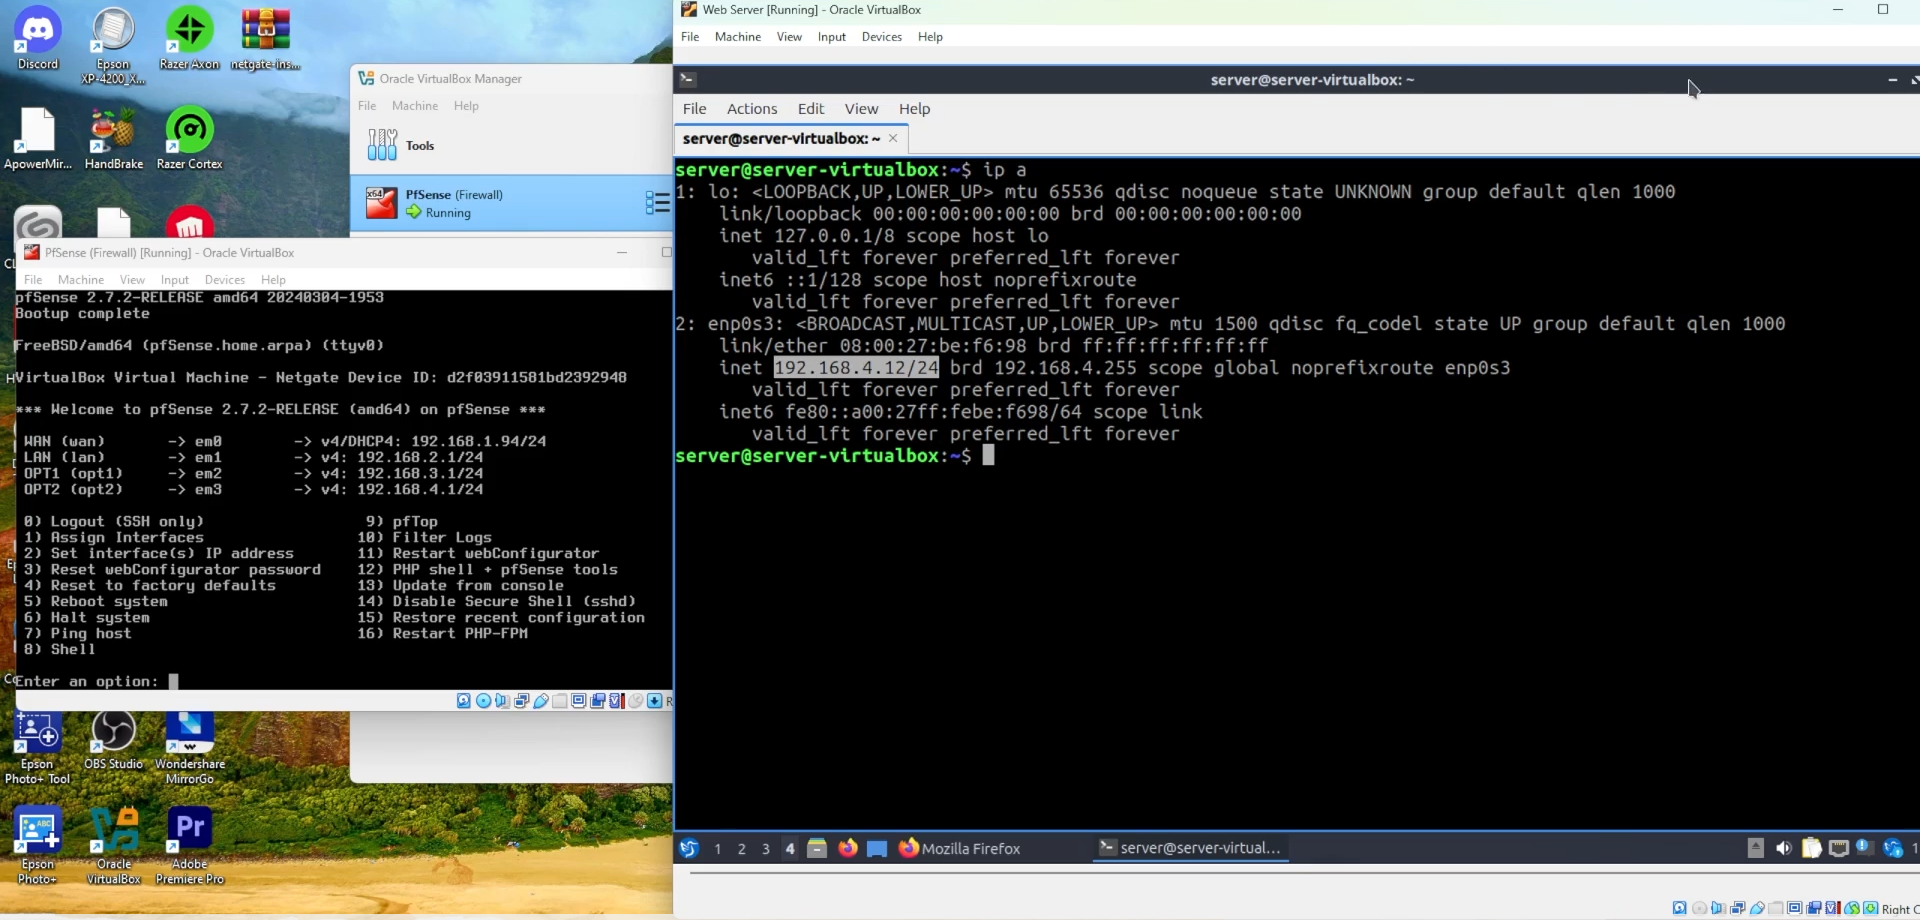 Discord
Epson
XP-4200_X...
Razer Axon
netgate-ins...
ApowerMir...
HandBrake
Razer Cortex
Oracle VirtualBox Manager
File Machine Help
Tools
PfSense (Firewall)
Running
PfSense (Firewall) [Running] - Oracle VirtualBox
File Machine View Input Devices Help
pfSense 2.7.2-RELEASE amd64 20240304-1953
Bootup complete
FreeBSD/amd64 (pfSense.home.arpa) (ttyv0)
VirtualBox Virtual Machine - Netgate Device ID: d2f03911581bd2392948
*** Welcome to pfSense 2.7.2-RELEASE (amd64) on pfSense ***
WAN (wan) -> em0 -> v4/DHCP4: 192.168.1.94/24
LAN (lan) -> em1 -> v4: 192.168.2.1/24
OPT1 (opt1) -> em2 -> v4: 192.168.3.1/24
OPT2 (opt2) -> em3 -> v4: 192.168.4.1/24
0) Logout (SSH only) 9) pfTop
1) Assign Interfaces 10) Filter Logs
2) Set interface(s) IP address 11) Restart webConfigurator
3) Reset webConfigurator password 12) PHP shell + pfSense tools
4) Reset to factory defaults 13) Update from console
5) Reboot system 14) Disable Secure Shell (sshd)
6) Halt system 15) Restore recent configuration
7) Ping host 16) Restart PHP-FPM
8) Shell
Enter an option:
Epson
Photo+ Tool
OBS Studio
Wondershare
MirrorGo
Epson
Photo+
Oracle
VirtualBox
Adobe
Premiere Pro
Web Server [Running] - Oracle VirtualBox
File Machine View Input Devices Help
server@server-virtualbox: ~
File Actions Edit View Help
server@server-virtualbox: ~ ×
server@server-virtualbox:~$ ip a
1: lo: <LOOPBACK,UP,LOWER_UP> mtu 65536 qdisc noqueue state UNKNOWN group default qlen 1000
link/loopback 00:00:00:00:00:00 brd 00:00:00:00:00:00
inet 127.0.0.1/8 scope host lo
valid_lft forever preferred_lft forever
inet6 ::1/128 scope host noprefixroute
valid_lft forever preferred_lft forever
2: enp0s3: <BROADCAST,MULTICAST,UP,LOWER_UP> mtu 1500 qdisc fq_codel state UP group default qlen 1000
link/ether 08:00:27:be:f6:98 brd ff:ff:ff:ff:ff:ff
inet 192.168.4.12/24 brd 192.168.4.255 scope global noprefixroute enp0s3
valid_lft forever preferred_lft forever
inet6 fe80::a00:27ff:febe:f698/64 scope link
valid_lft forever preferred_lft forever
server@server-virtualbox:~$
1 2 3 4 Mozilla Firefox server@server-virtual...
Right